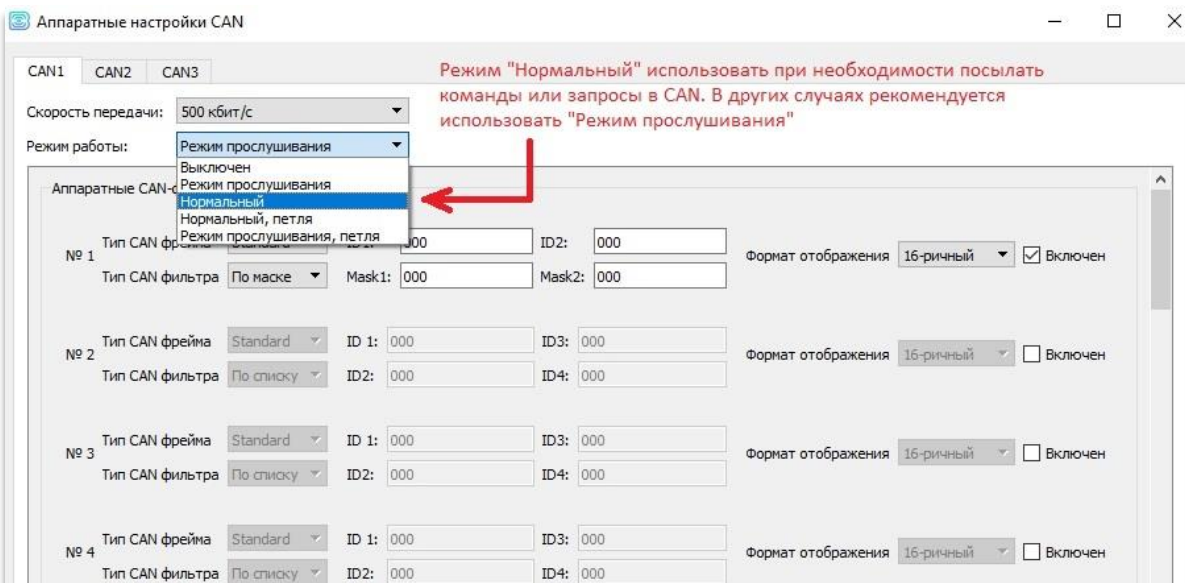 Аппаратные настройки CAN
CAN1 CAN2 CAN3
Режим "Нормальный" использовать при необходимости посылать
команды или запросы в CAN. В других случаях рекомендуется
использовать "Режим прослушивания"
Скорость передачи: 500 кбит/с
Режим работы: Режим прослушивания
Выключен
Режим прослушивания
Нормальный
Нормальный, петля
Режим прослушивания, петля
Аппаратные CAN-
№ 1
Тип CAN 000 ID2: 000
Тип CAN фильтра По маске Mask1: 000 Mask2: 000
Формат отображения 16-ричный Включен
№ 2
Тип CAN фрейма Standard ID 1: 000 ID3: 000
Тип CAN фильтра По списку ID2: 000 ID4: 000
Формат отображения 16-ричный Включен
№ 3
Тип CAN фрейма Standard ID 1: 000 ID3: 000
Тип CAN фильтра По списку ID2: 000 ID4: 000
Формат отображения 16-ричный Включен
№ 4
Тип CAN фрейма Standard ID 1: 000 ID3: 000
Тип CAN фильтра По списку ID2: 000 ID4: 000
Формат отображения 16-ричный Включен